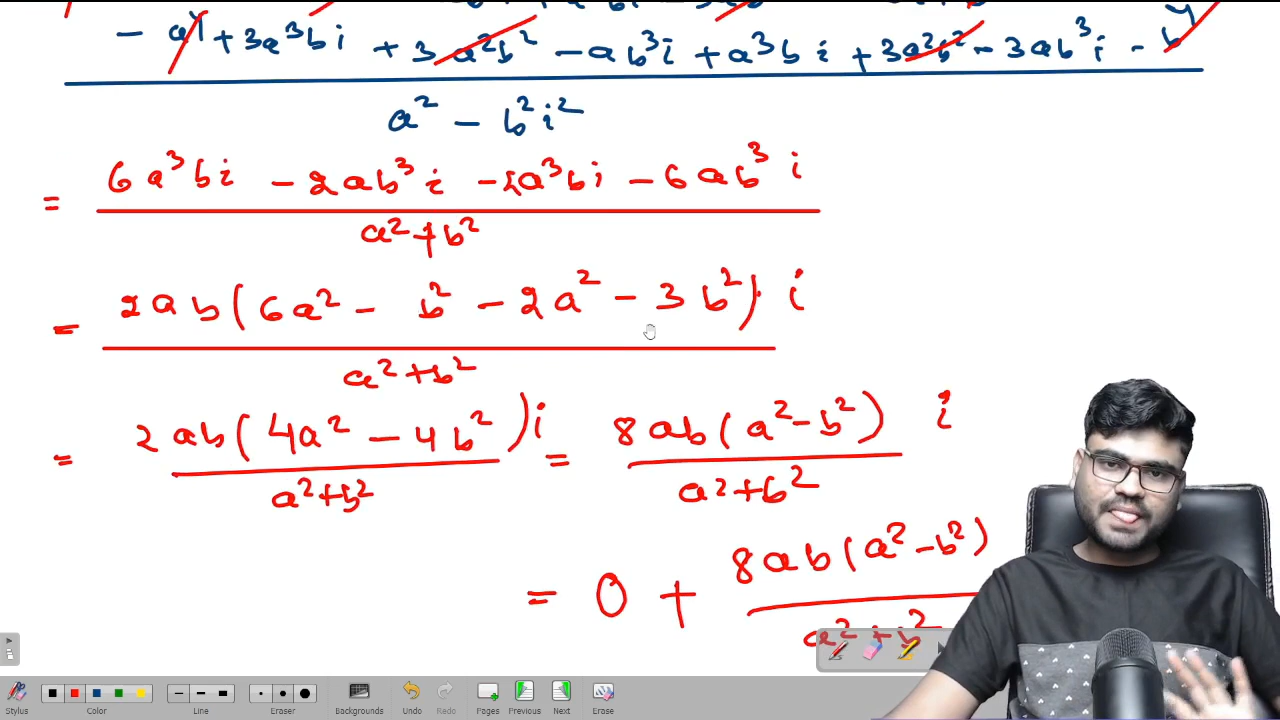 - a⁴ + 3a³bi + 3a²b² - ab³i + a³bi + 3a²b² - 3ab³i - b⁴
a² - b²i²
= 6a³bi - 2ab³i - 2a³bi - 6ab³i
a² + b²
= 2ab(6a² - b² - 2a² - 3b²) · i
a² + b²
= 2ab(4a² - 4b²)i = 8ab(a² - b²) i
a² + b² a² + b²
= 0 + 8ab(a² - b²)
a² + b²
Stylus Color Line Eraser Backgrounds Undo Redo Pages Previous Next Erase